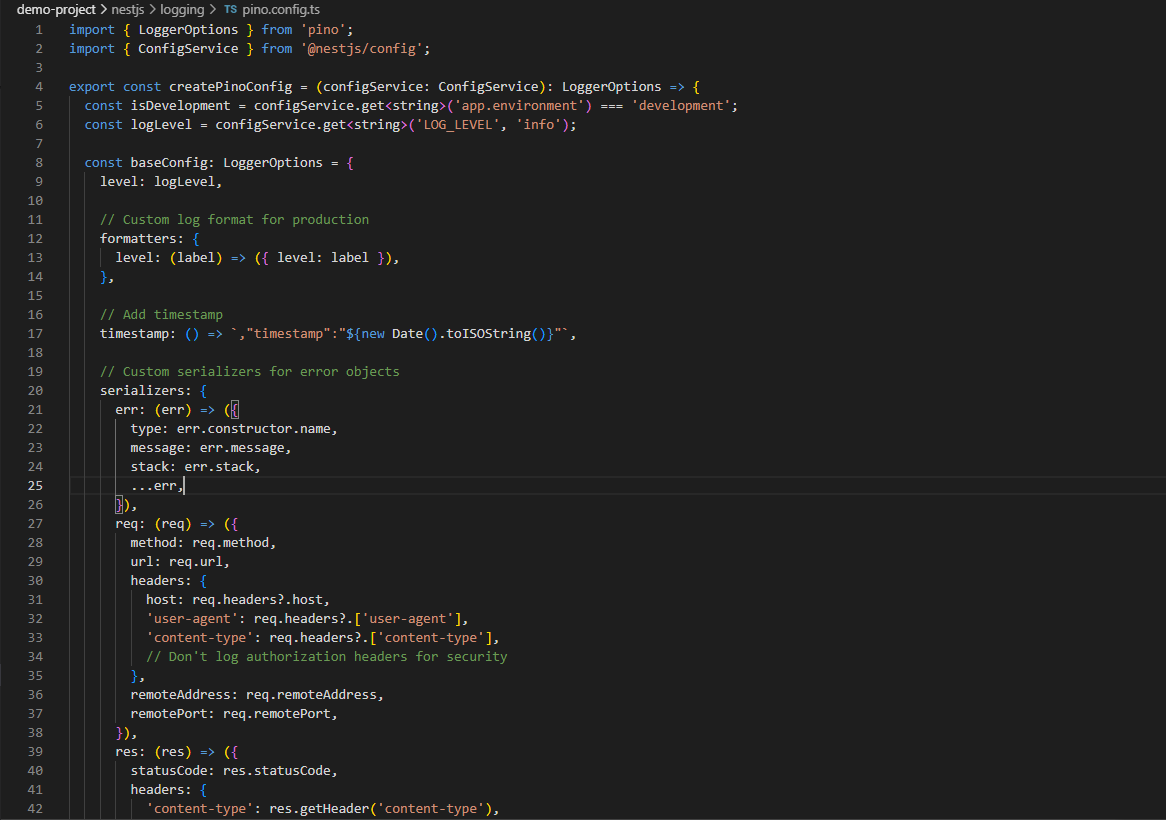 demo-project > nestjs > logging > TS pino.config.ts
1 import { LoggerOptions } from 'pino';
2 import { ConfigService } from '@nestjs/config';
3
4 export const createPinoConfig = (configService: ConfigService): LoggerOptions => {
5 const isDevelopment = configService.get<string>('app.environment') === 'development';
6 const logLevel = configService.get<string>('LOG_LEVEL', 'info');
7
8 const baseConfig: LoggerOptions = {
9 level: logLevel,
10
11 // Custom log format for production
12 formatters: {
13 level: (label) => ({ level: label }),
14 },
15
16 // Add timestamp
17 timestamp: () => `,"timestamp":"${new Date().toISOString()}"`,
18
19 // Custom serializers for error objects
20 serializers: {
21 err: (err) => ({
22 type: err.constructor.name,
23 message: err.message,
24 stack: err.stack,
25 ...err,
26 }),
27 req: (req) => ({
28 method: req.method,
29 url: req.url,
30 headers: {
31 host: req.headers?.host,
32 'user-agent': req.headers?.['user-agent'],
33 'content-type': req.headers?.['content-type'],
34 // Don't log authorization headers for security
35 },
36 remoteAddress: req.remoteAddress,
37 remotePort: req.remotePort,
38 }),
39 res: (res) => ({
40 statusCode: res.statusCode,
41 headers: {
42 'content-type': res.getHeader('content-type'),